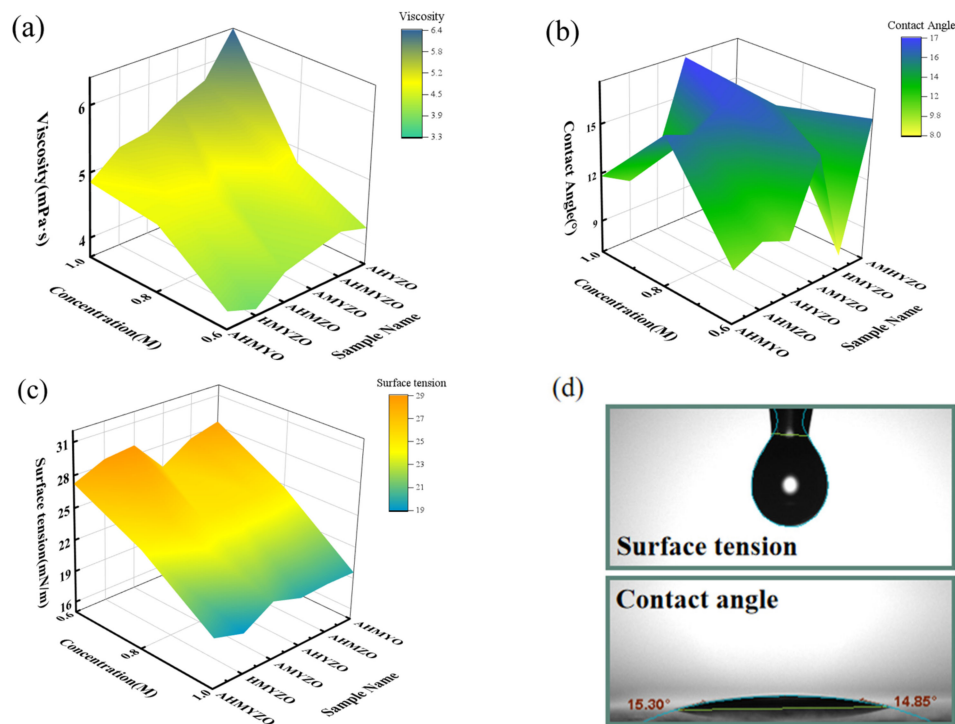 (a)
Viscosity
6.4
5.8
5.2
4.5
3.9
3.3
Viscosity(mPa·s)
6
5
4
1.0
0.8
0.6
Concentration(M)
AHYZO
AHMYZO
AMYZO
AHMZO
HMYZO
AHMYO
Sample Name
(b)
Contact Angle
17
16
14
12
9.8
8.0
Contact Angle(°)
15
12
9
1.0
0.8
0.6
Concentration(M)
AMHYZO
HMYZO
AMYZO
AHYZO
AHMZO
AHMYO
Sample Name
(c)
Surface tension
29
27
25
23
21
19
Surface tension(mN/m)
31
28
25
22
19
16
0.6
0.8
1.0
Concentration(M)
AHMYO
AHMZO
AHYZO
AMYZO
HMYZO
AHMYZO
Sample Name
(d)
Surface tension
Contact angle
15.30°
14.85°